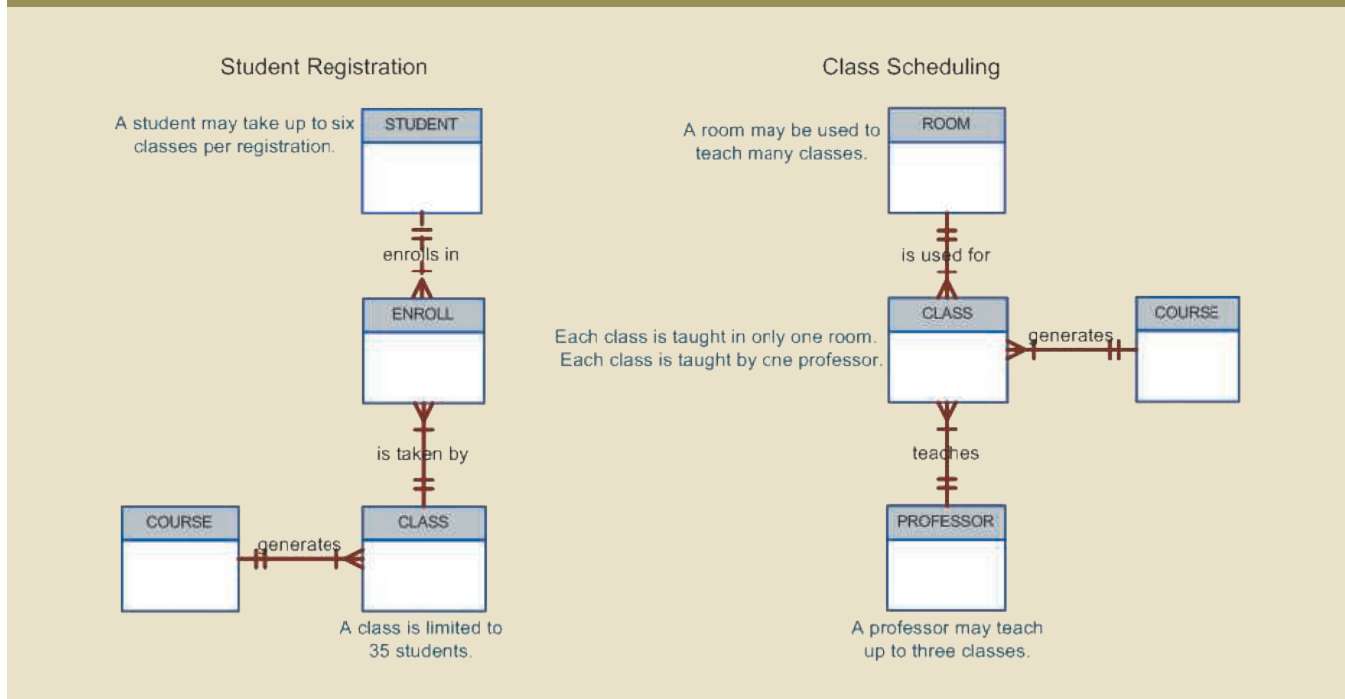 Student Registration
A student may take up to six
classes per registration.
STUDENT
enrolls in
ENROLL
is taken by
COURSE
generates
CLASS
A class is limited to
35 students.
Class Scheduling
A room may be used to
teach many classes.
ROOM
is used for
Each class is taught in only one room.
Each class is taught by one professor.
CLASS
generates
COURSE
teaches
PROFESSOR
A professor may teach
up to three classes.